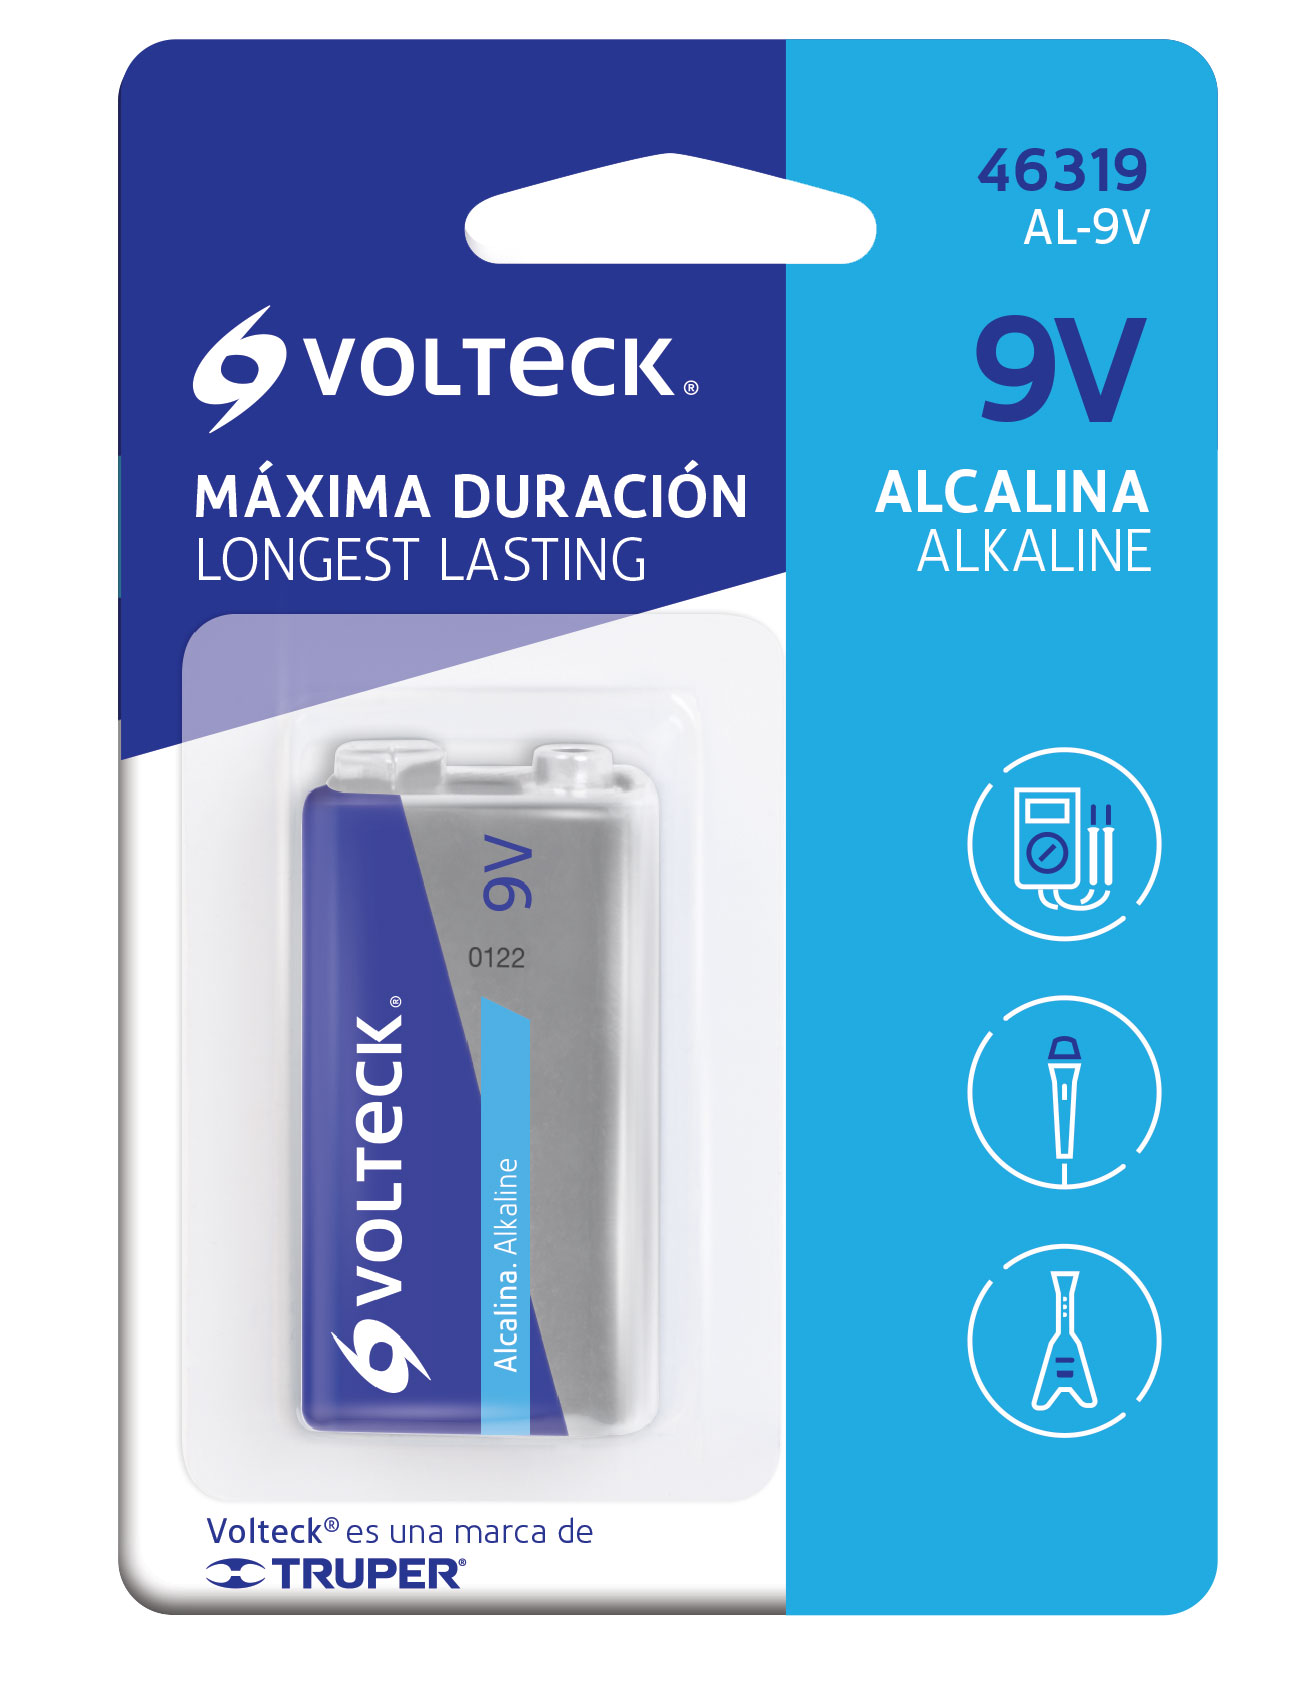 46319
AL-9V
VOLTECK®
9V
MÁXIMA DURACIÓN
LONGEST LASTING
ALCALINA
ALKALINE
9V
0122
VOLTECK®
Alcalina. Alkaline
Volteck® es una marca de
TRUPER®